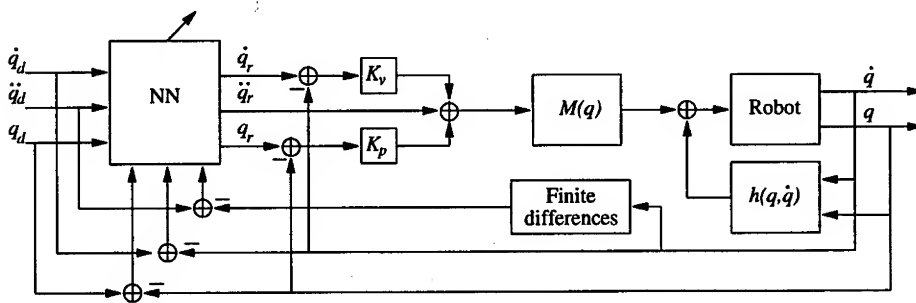 q̇_d
q̈_d
q_d
NN
q̇_r
q̈_r
q_r
−
−
K_v
K_p
M(q)
Robot
q̇
q
h(q,q̇)
Finite
differences
−
−
−